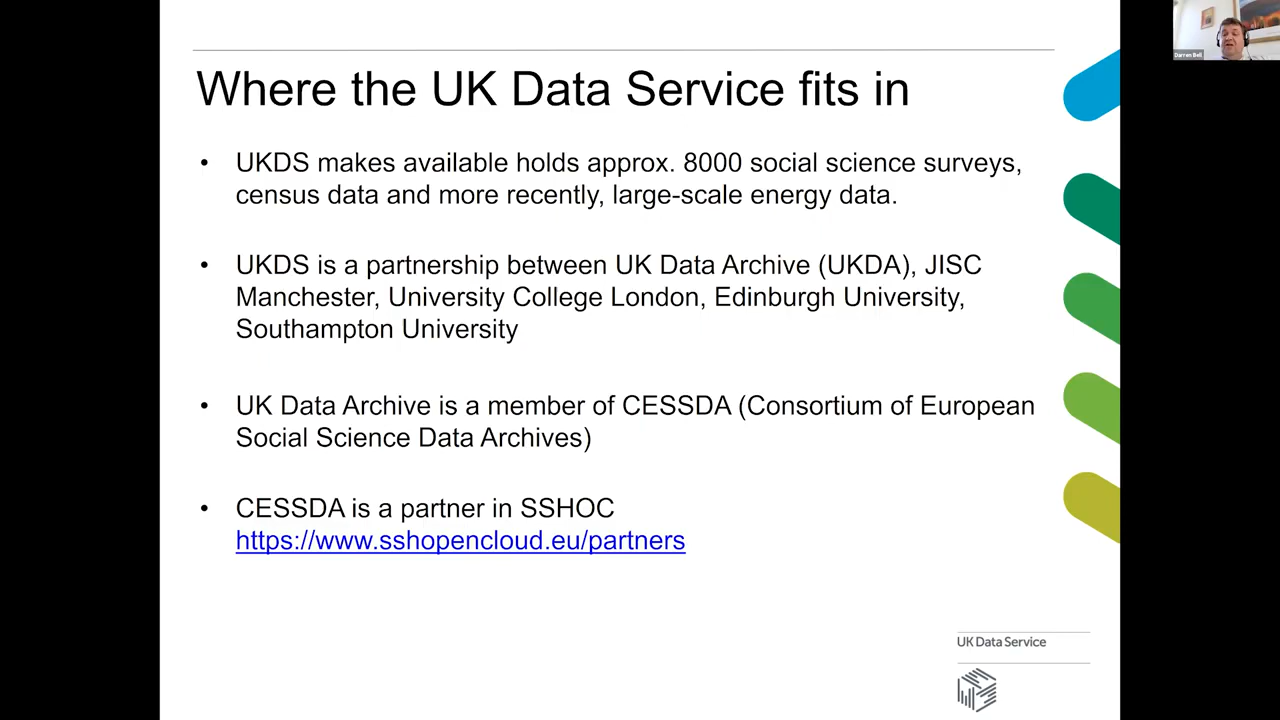 Where the UK Data Service fits in
• UKDS makes available holds approx. 8000 social science surveys,
census data and more recently, large-scale energy data.
• UKDS is a partnership between UK Data Archive (UKDA), JISC
Manchester, University College London, Edinburgh University,
Southampton University
• UK Data Archive is a member of CESSDA (Consortium of European
Social Science Data Archives)
• CESSDA is a partner in SSHOC
https://www.sshopencloud.eu/partners
UK Data Service
Darren Bell